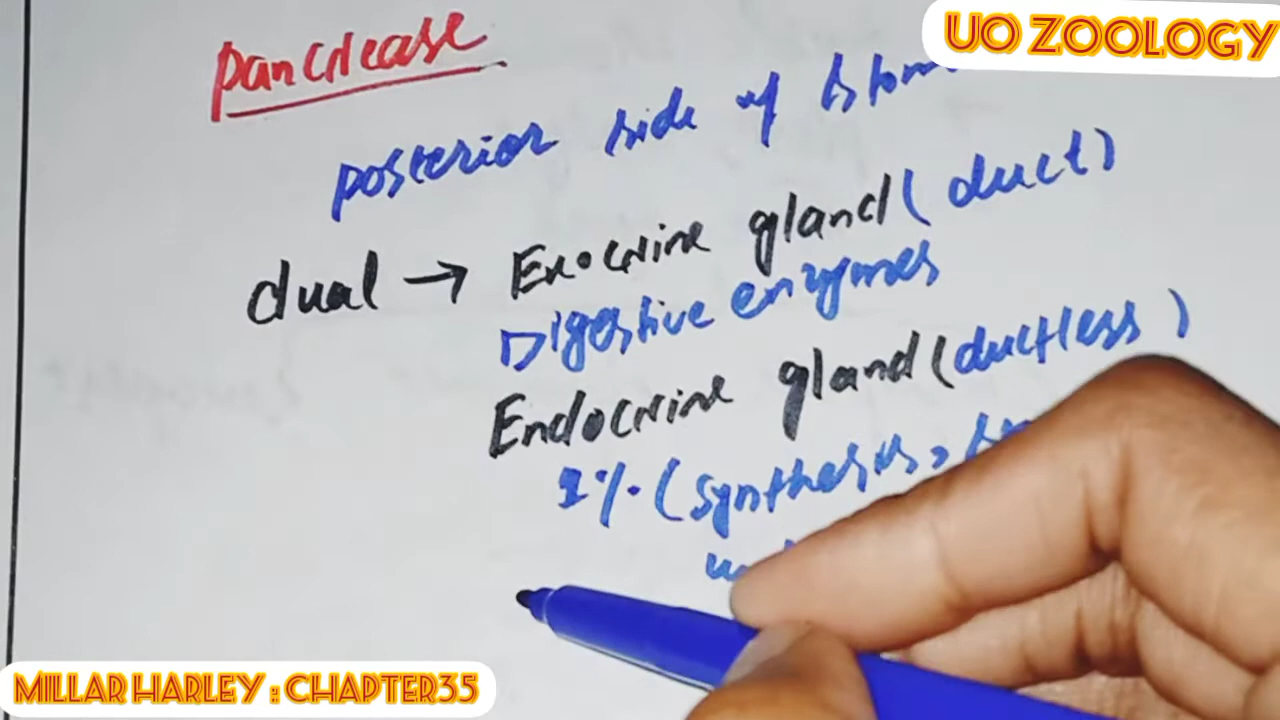 UO ZOOLOGY
Pancrease
posterior side of
dual → Exocrine gland (duct)
Digestive enzymes
Endocrine gland (ductless)
1% (synthesis,
MILLAR HARLEY : CHAPTER35